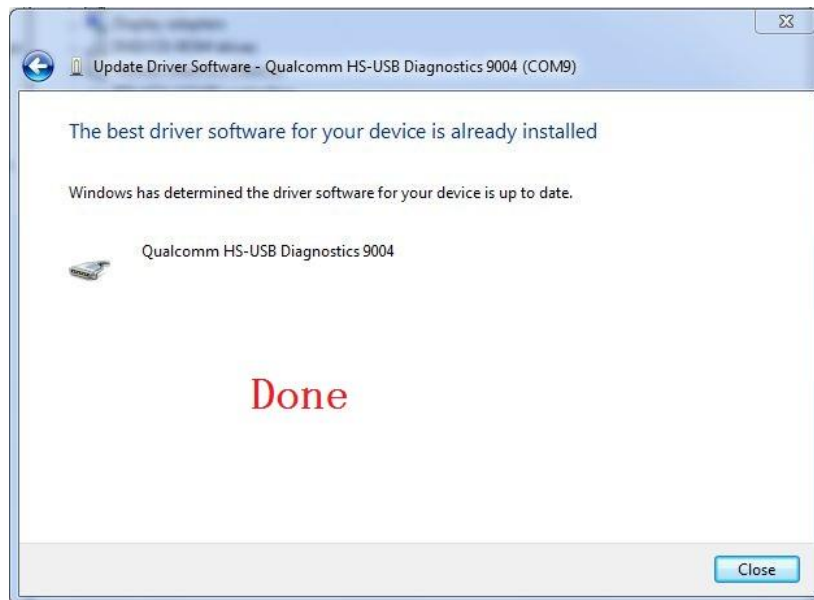 Update Driver Software - Qualcomm HS-USB Diagnostics 9004 (COM9)
The best driver software for your device is already installed
Windows has determined the driver software for your device is up to date.
Qualcomm HS-USB Diagnostics 9004
Done
Close